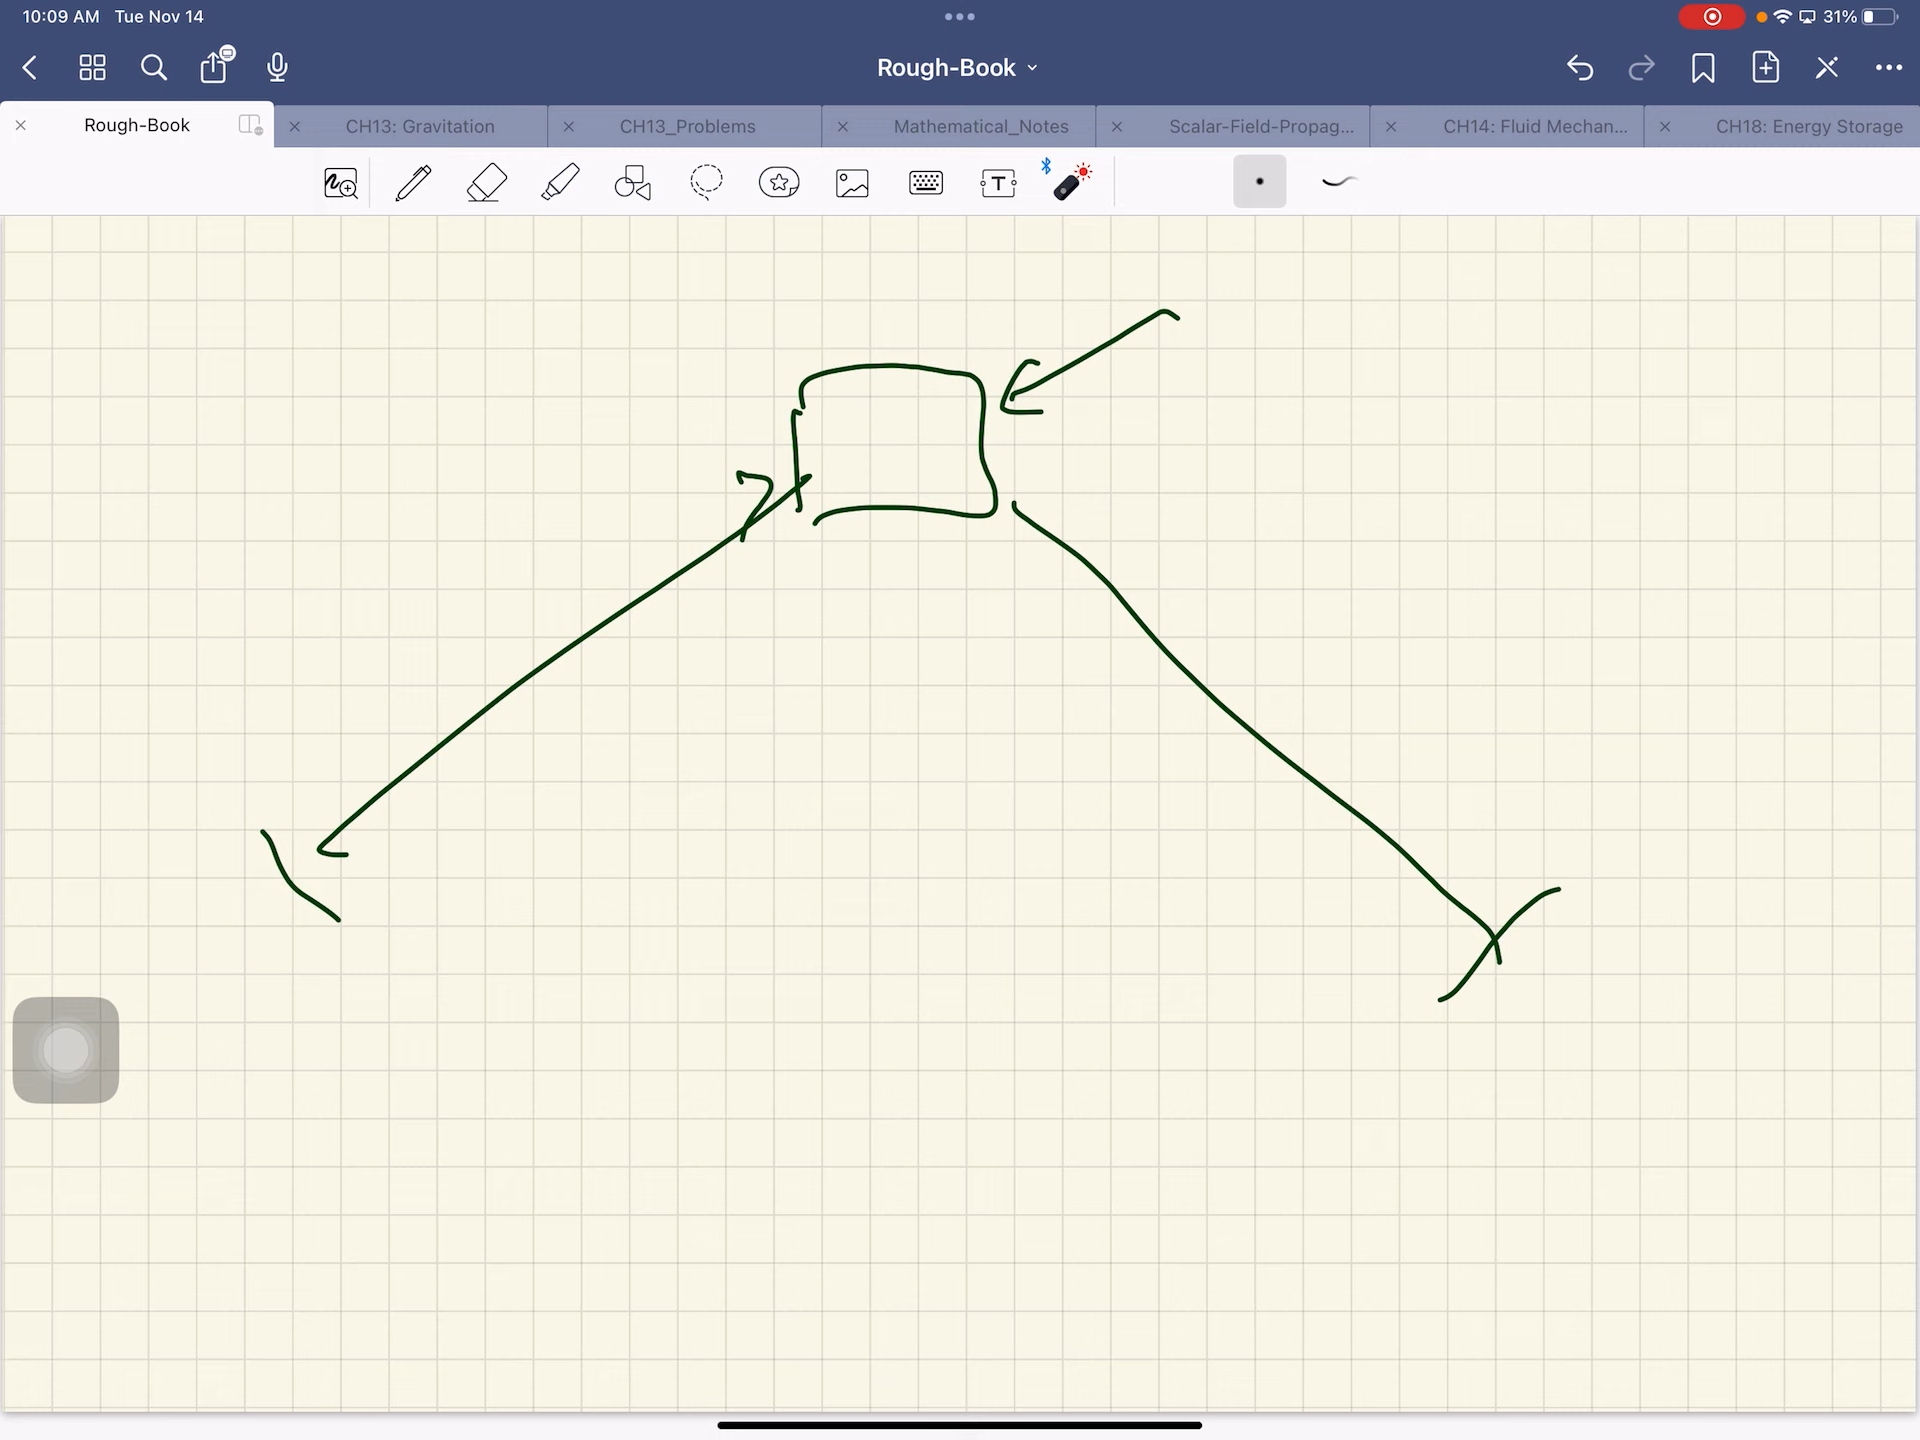 10:09 AM Tue Nov 14
31%
Rough-Book
Rough-Book
CH13: Gravitation
CH13_Problems
Mathematical_Notes
Scalar-Field-Propag...
CH14: Fluid Mechan...
CH18: Energy Storage
T